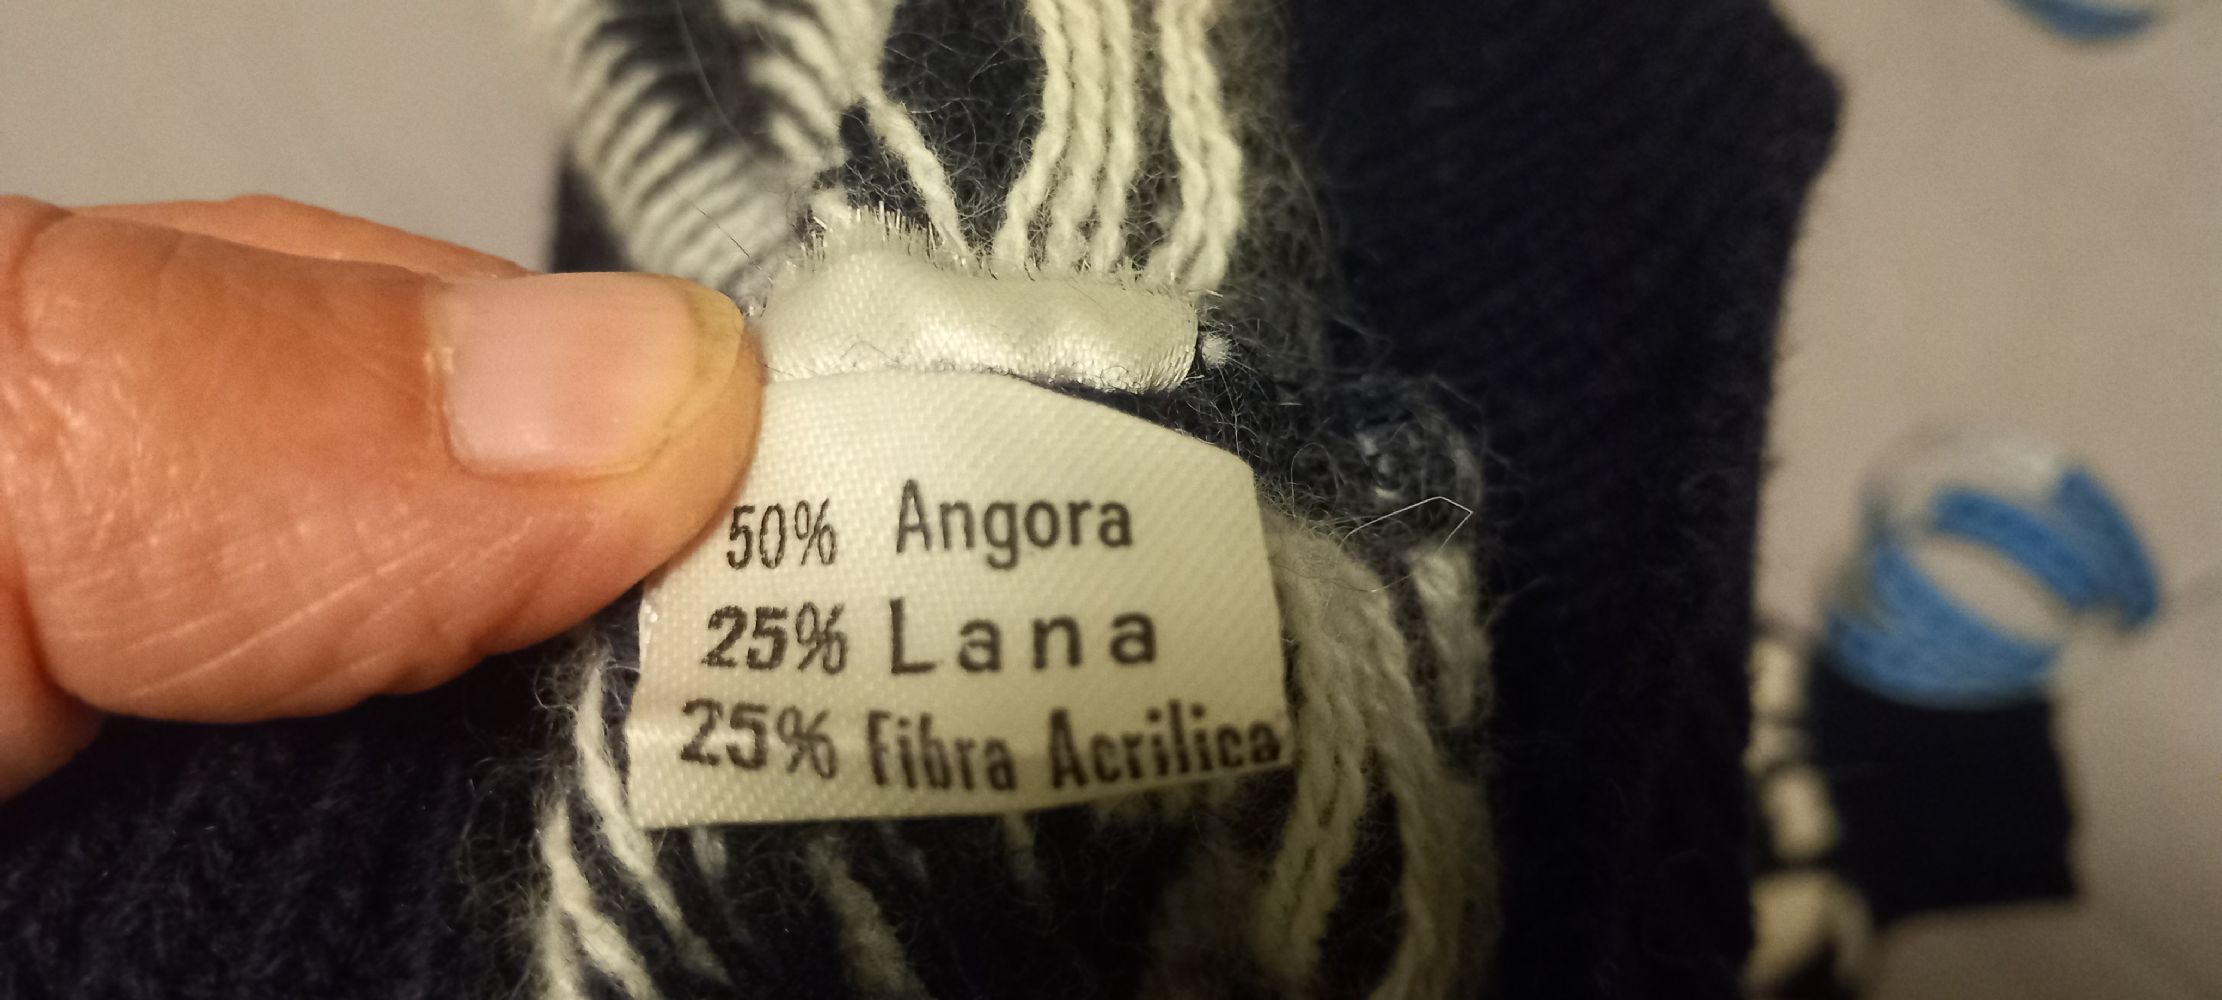 50% Angora
25% Lana
25% Fibra Acrilica